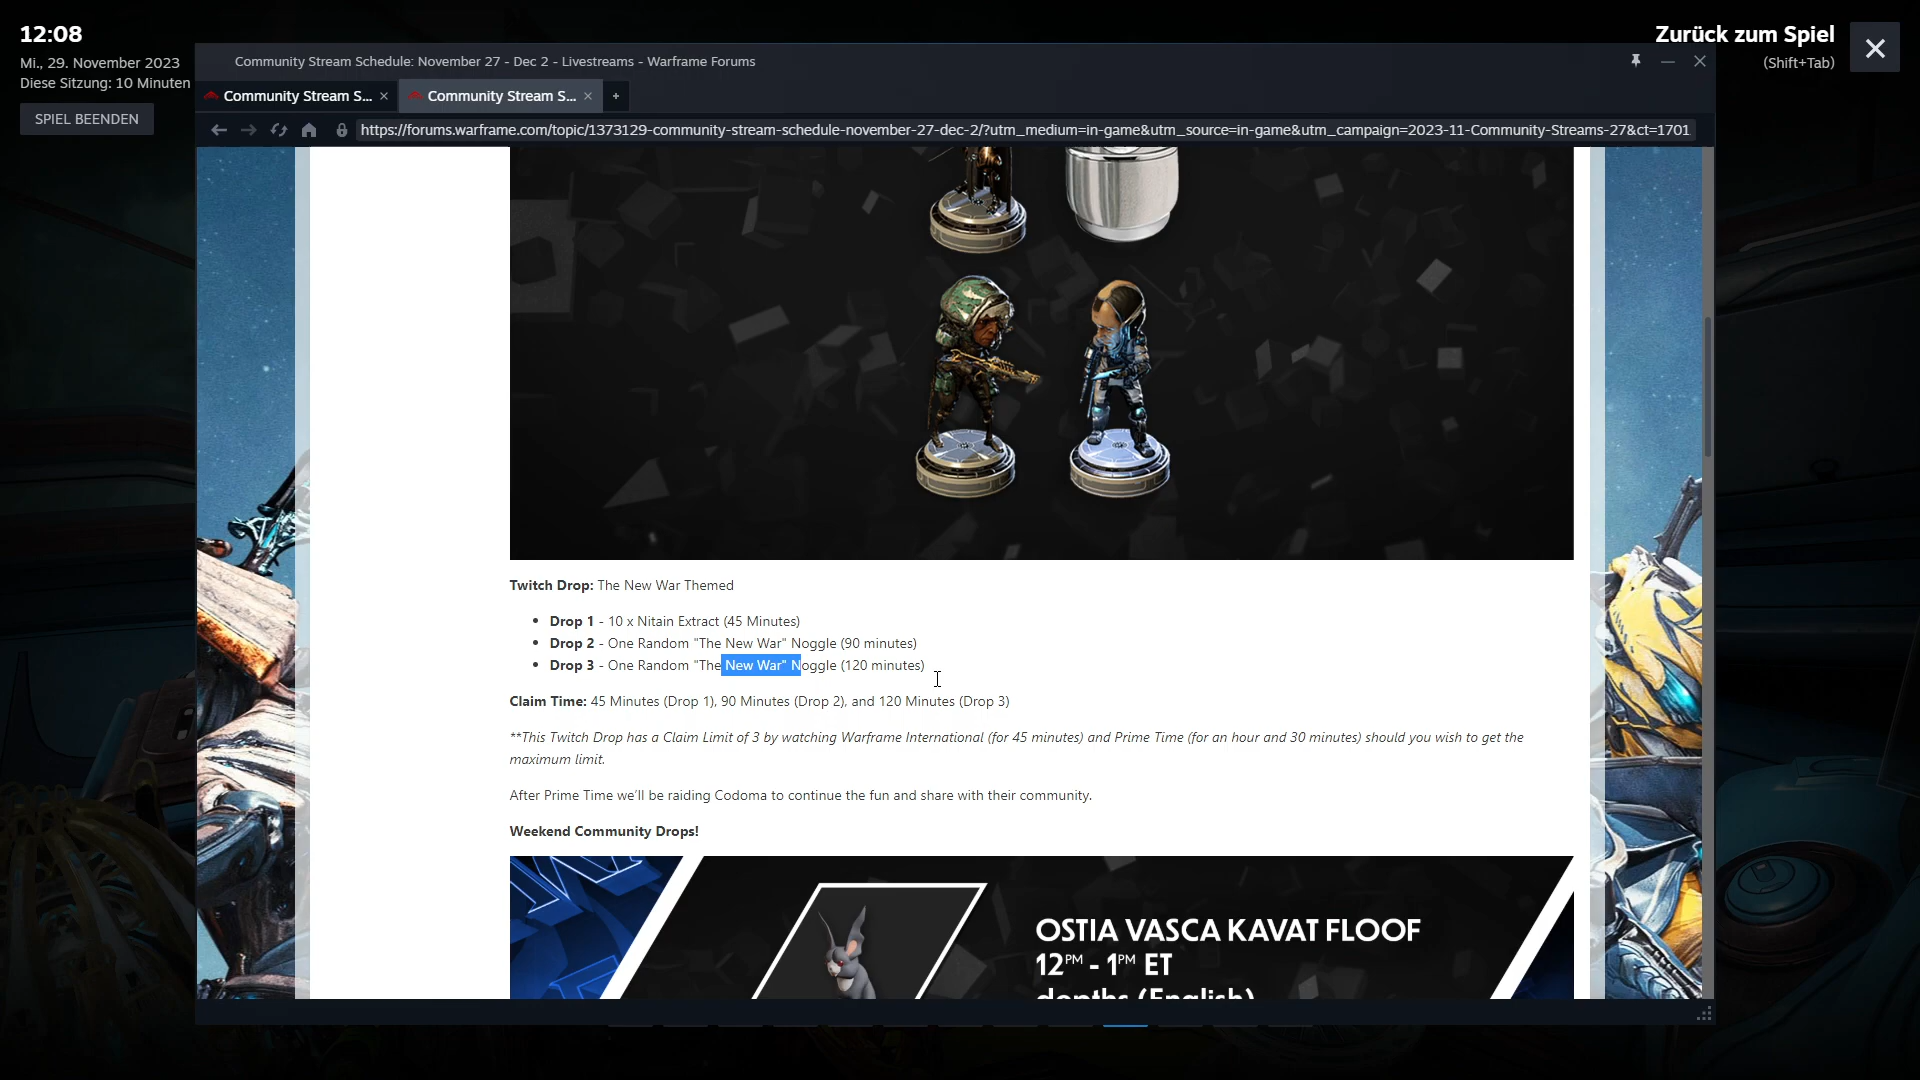 12:08
Mi., 29. November 2023
Diese Sitzung: 10 Minuten
SPIEL BEENDEN
Zurück zum Spiel
(Shift+Tab)
Community Stream Schedule: November 27 - Dec 2 - Livestreams - Warframe Forums
Community Stream S...
Community Stream S...
https://forums.warframe.com/topic/1373129-community-stream-schedule-november-27-dec-2/?utm_medium=in-game&utm_source=in-game&utm_campaign=2023-11-Community-Streams-27&ct=1701
Twitch Drop: The New War Themed
• Drop 1 - 10 x Nitain Extract (45 Minutes)
• Drop 2 - One Random "The New War" Noggle (90 minutes)
• Drop 3 - One Random "The New War" Noggle (120 minutes)
Claim Time: 45 Minutes (Drop 1), 90 Minutes (Drop 2), and 120 Minutes (Drop 3)
**This Twitch Drop has a Claim Limit of 3 by watching Warframe International (for 45 minutes) and Prime Time (for an hour and 30 minutes) should you wish to get the
maximum limit.
After Prime Time we'll be raiding Codoma to continue the fun and share with their community.
Weekend Community Drops!
OSTIA VASCA KAVAT FLOOF
12PM - 1PM ET
depths (English)